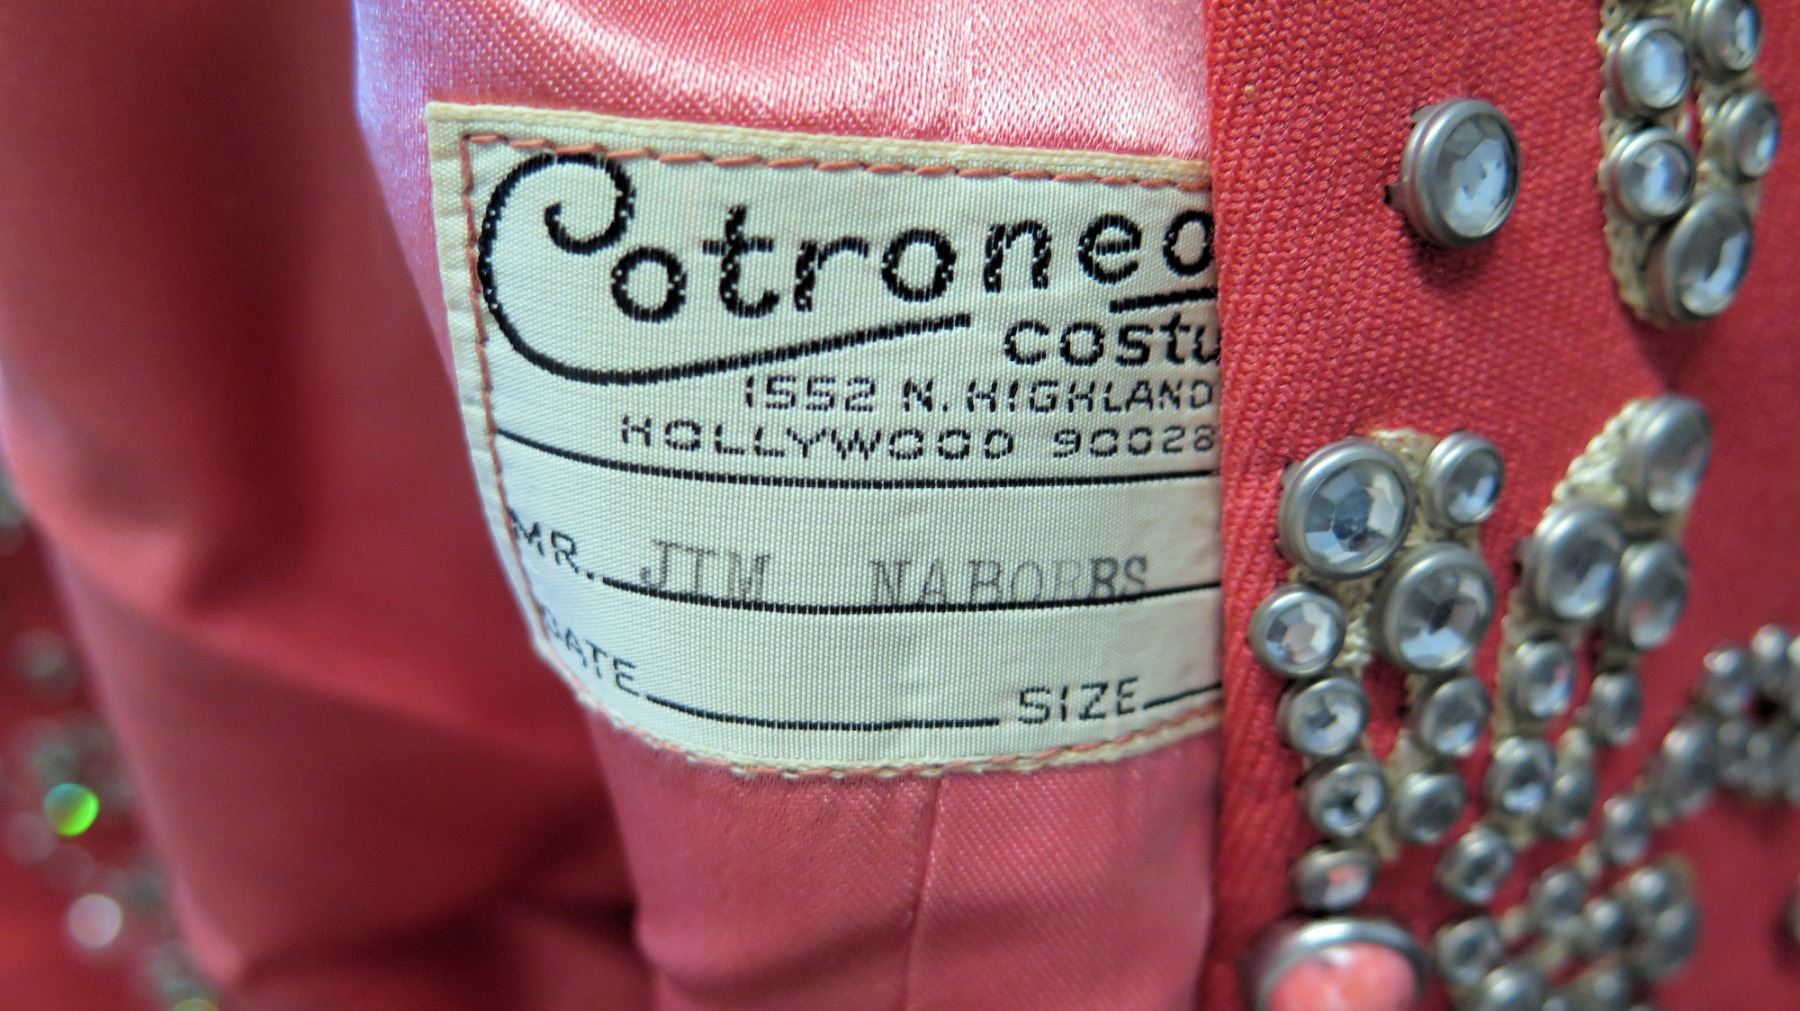 Cotroneo
costu
1552 N. HIGHLAND
HOLLYWOOD 90028
MR. JIM NABORRS
DATE SIZE